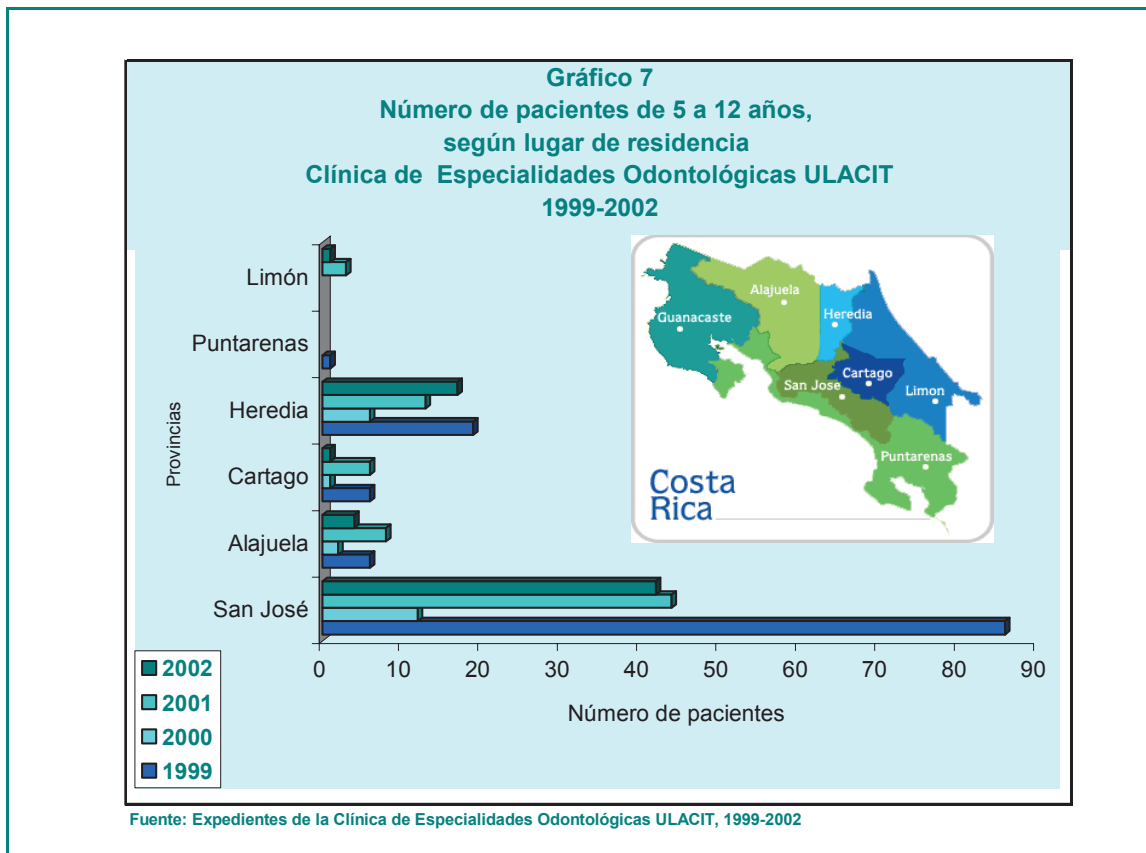 Gráfico 7
Número de pacientes de 5 a 12 años,
según lugar de residencia
Clínica de Especialidades Odontológicas ULACIT
1999-2002
Limón
Puntarenas
Heredia
Cartago
Alajuela
San José
Provincias
0 10 20 30 40 50 60 70 80 90
Número de pacientes
2002
2001
2000
1999
Alajuela
Guanacaste
Heredia
Cartago
San Jose
Limon
Puntarenas
Costa
Rica
Fuente: Expedientes de la Clínica de Especialidades Odontológicas ULACIT, 1999-2002